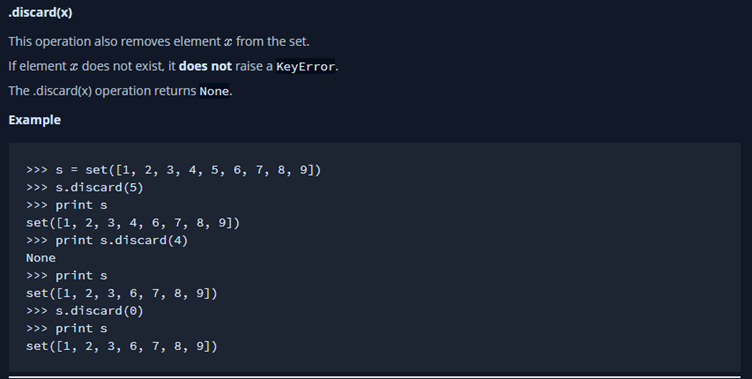 .discard(x)
This operation also removes element x from the set.
If element x does not exist, it does not raise a KeyError.
The .discard(x) operation returns None.
Example
>>> s = set([1, 2, 3, 4, 5, 6, 7, 8, 9])
>>> s.discard(5)
>>> print s
set([1, 2, 3, 4, 6, 7, 8, 9])
>>> print s.discard(4)
None
>>> print s
set([1, 2, 3, 6, 7, 8, 9])
>>> s.discard(0)
>>> print s
set([1, 2, 3, 6, 7, 8, 9])